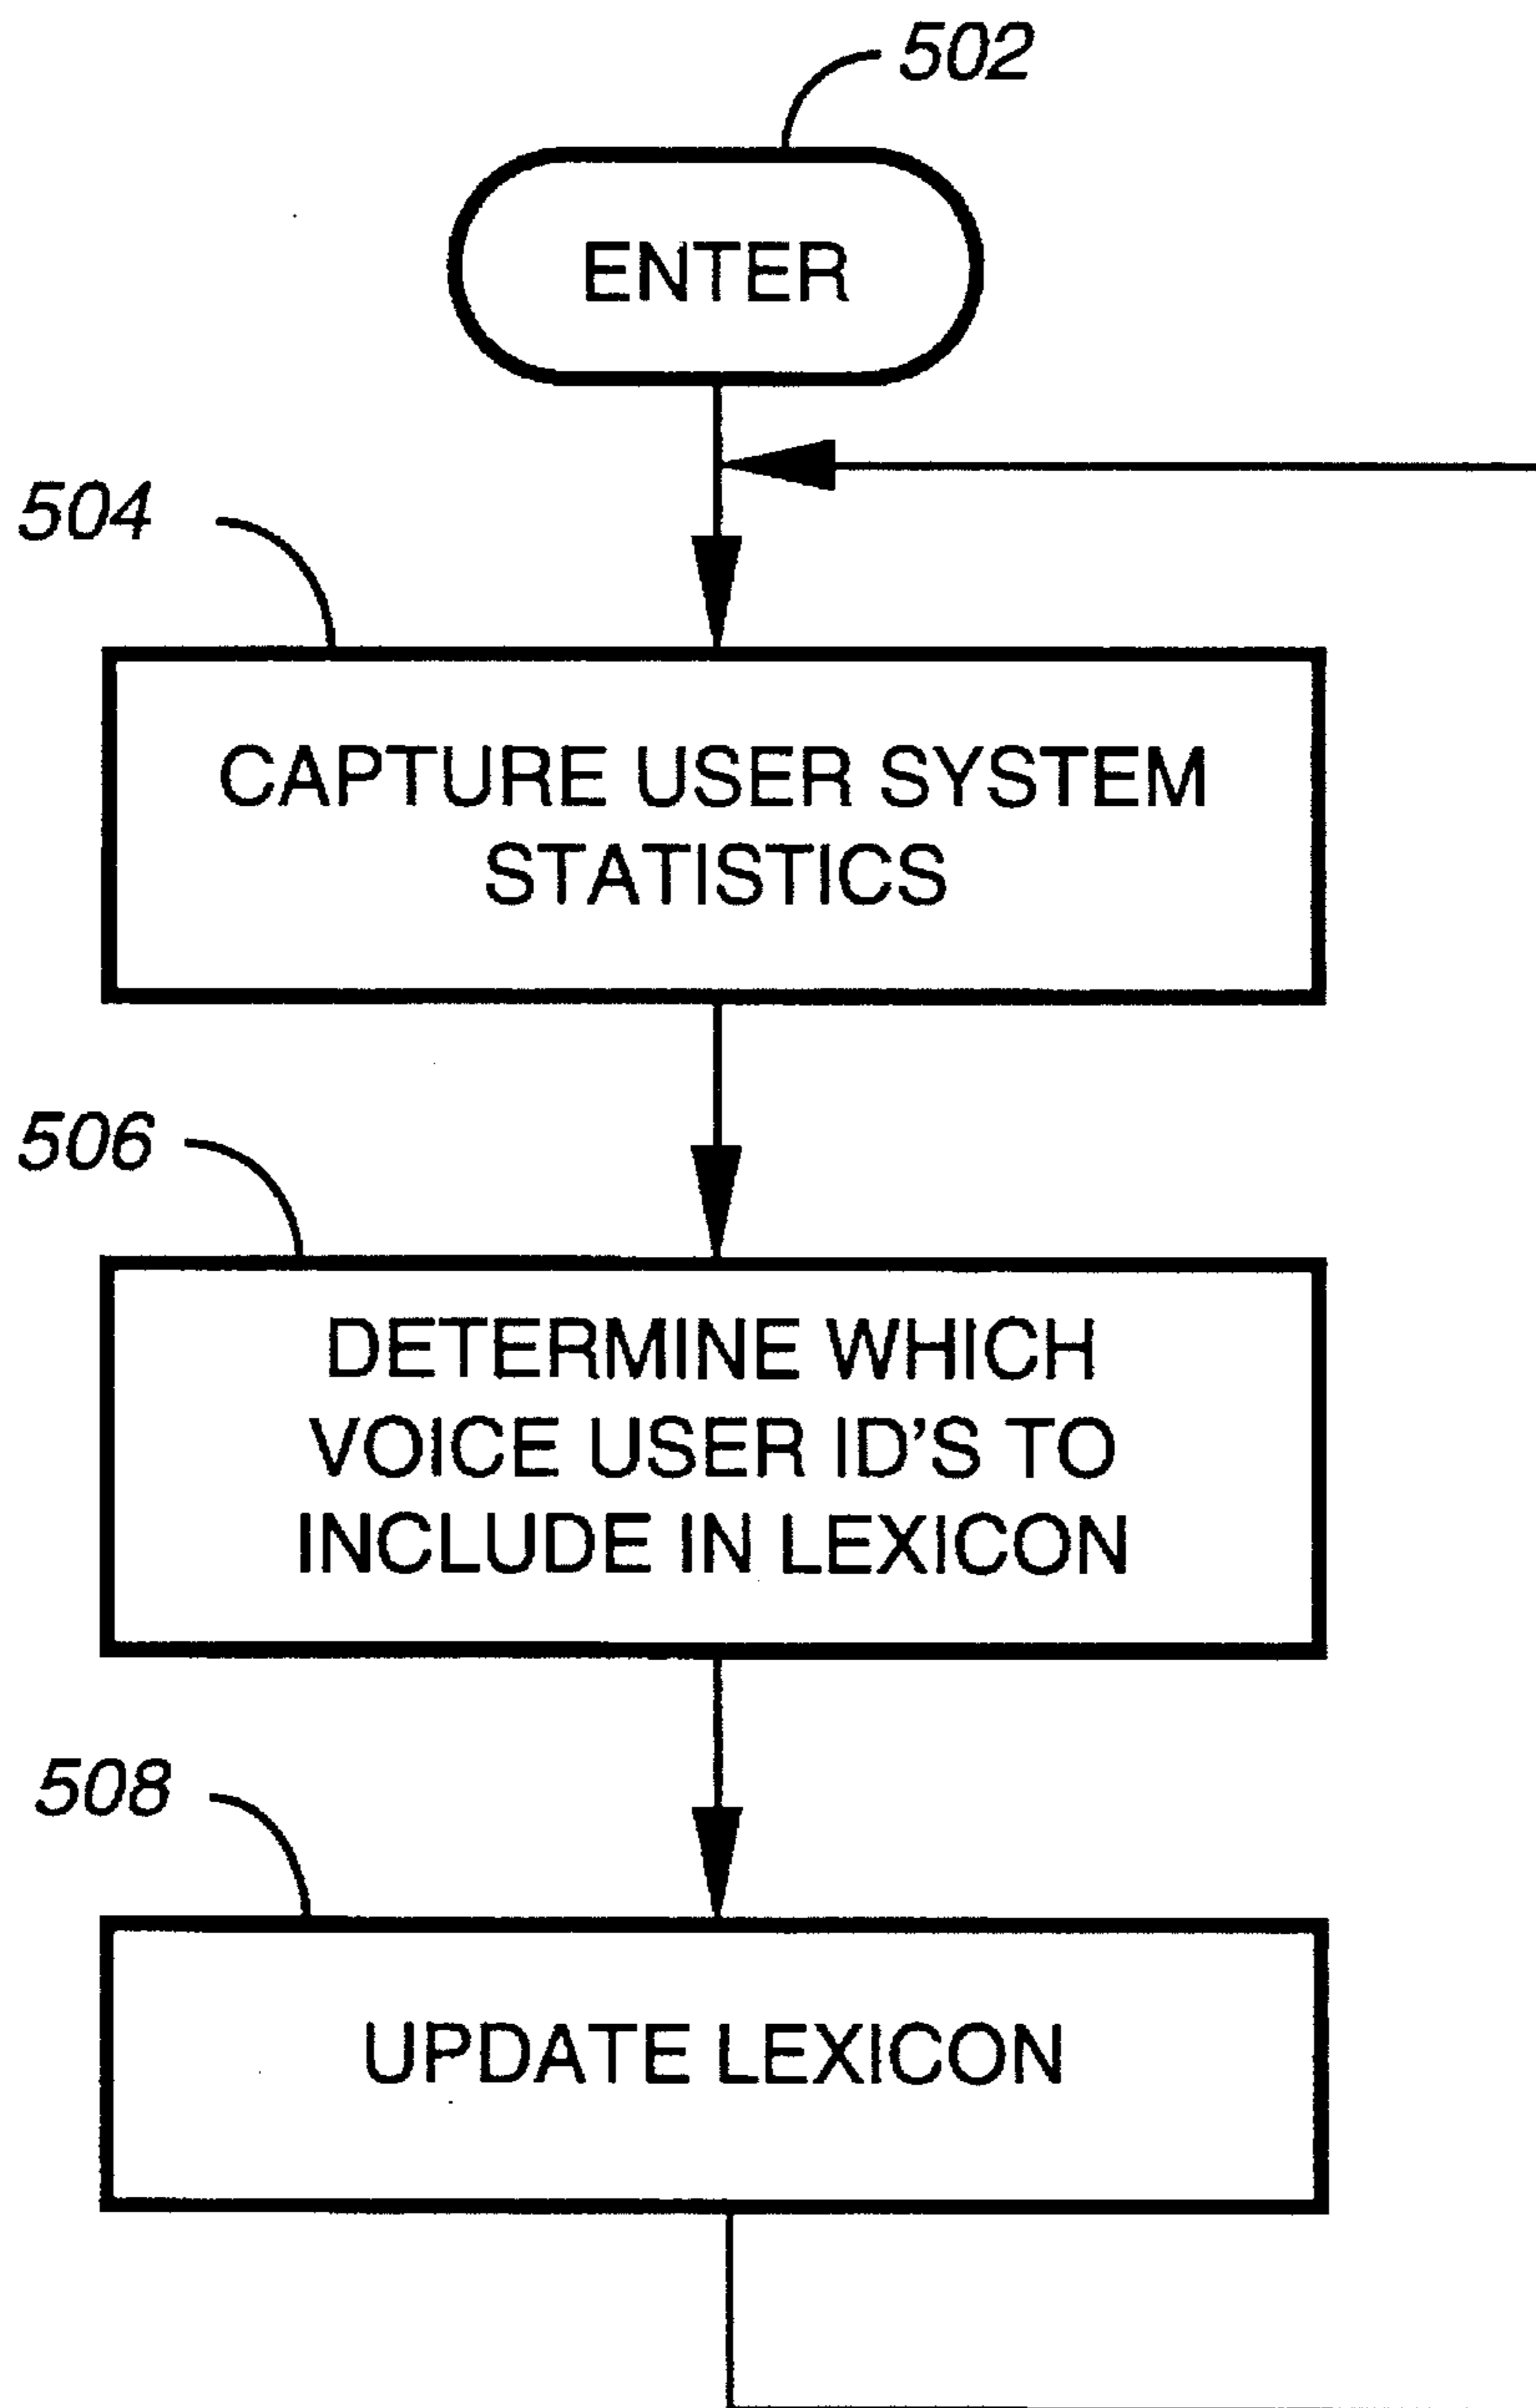 502
ENTER
504
CAPTURE USER SYSTEM
STATISTICS
506
DETERMINE WHICH
VOICE USER ID'S TO
INCLUDE IN LEXICON
508
UPDATE LEXICON